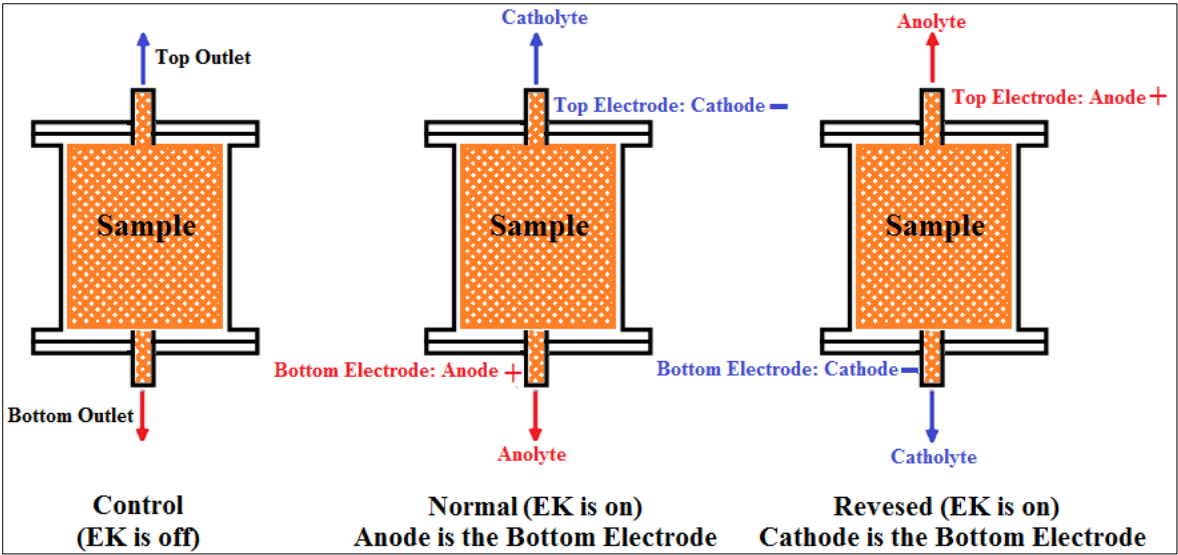 Top Outlet
Sample
Bottom Outlet
Control
(EK is off)
Catholyte
Top Electrode: Cathode -
Sample
Bottom Electrode: Anode +
Anolyte
Normal (EK is on)
Anode is the Bottom Electrode
Anolyte
Top Electrode: Anode +
Sample
Bottom Electrode: Cathode -
Catholyte
Revesed (EK is on)
Cathode is the Bottom Electrode